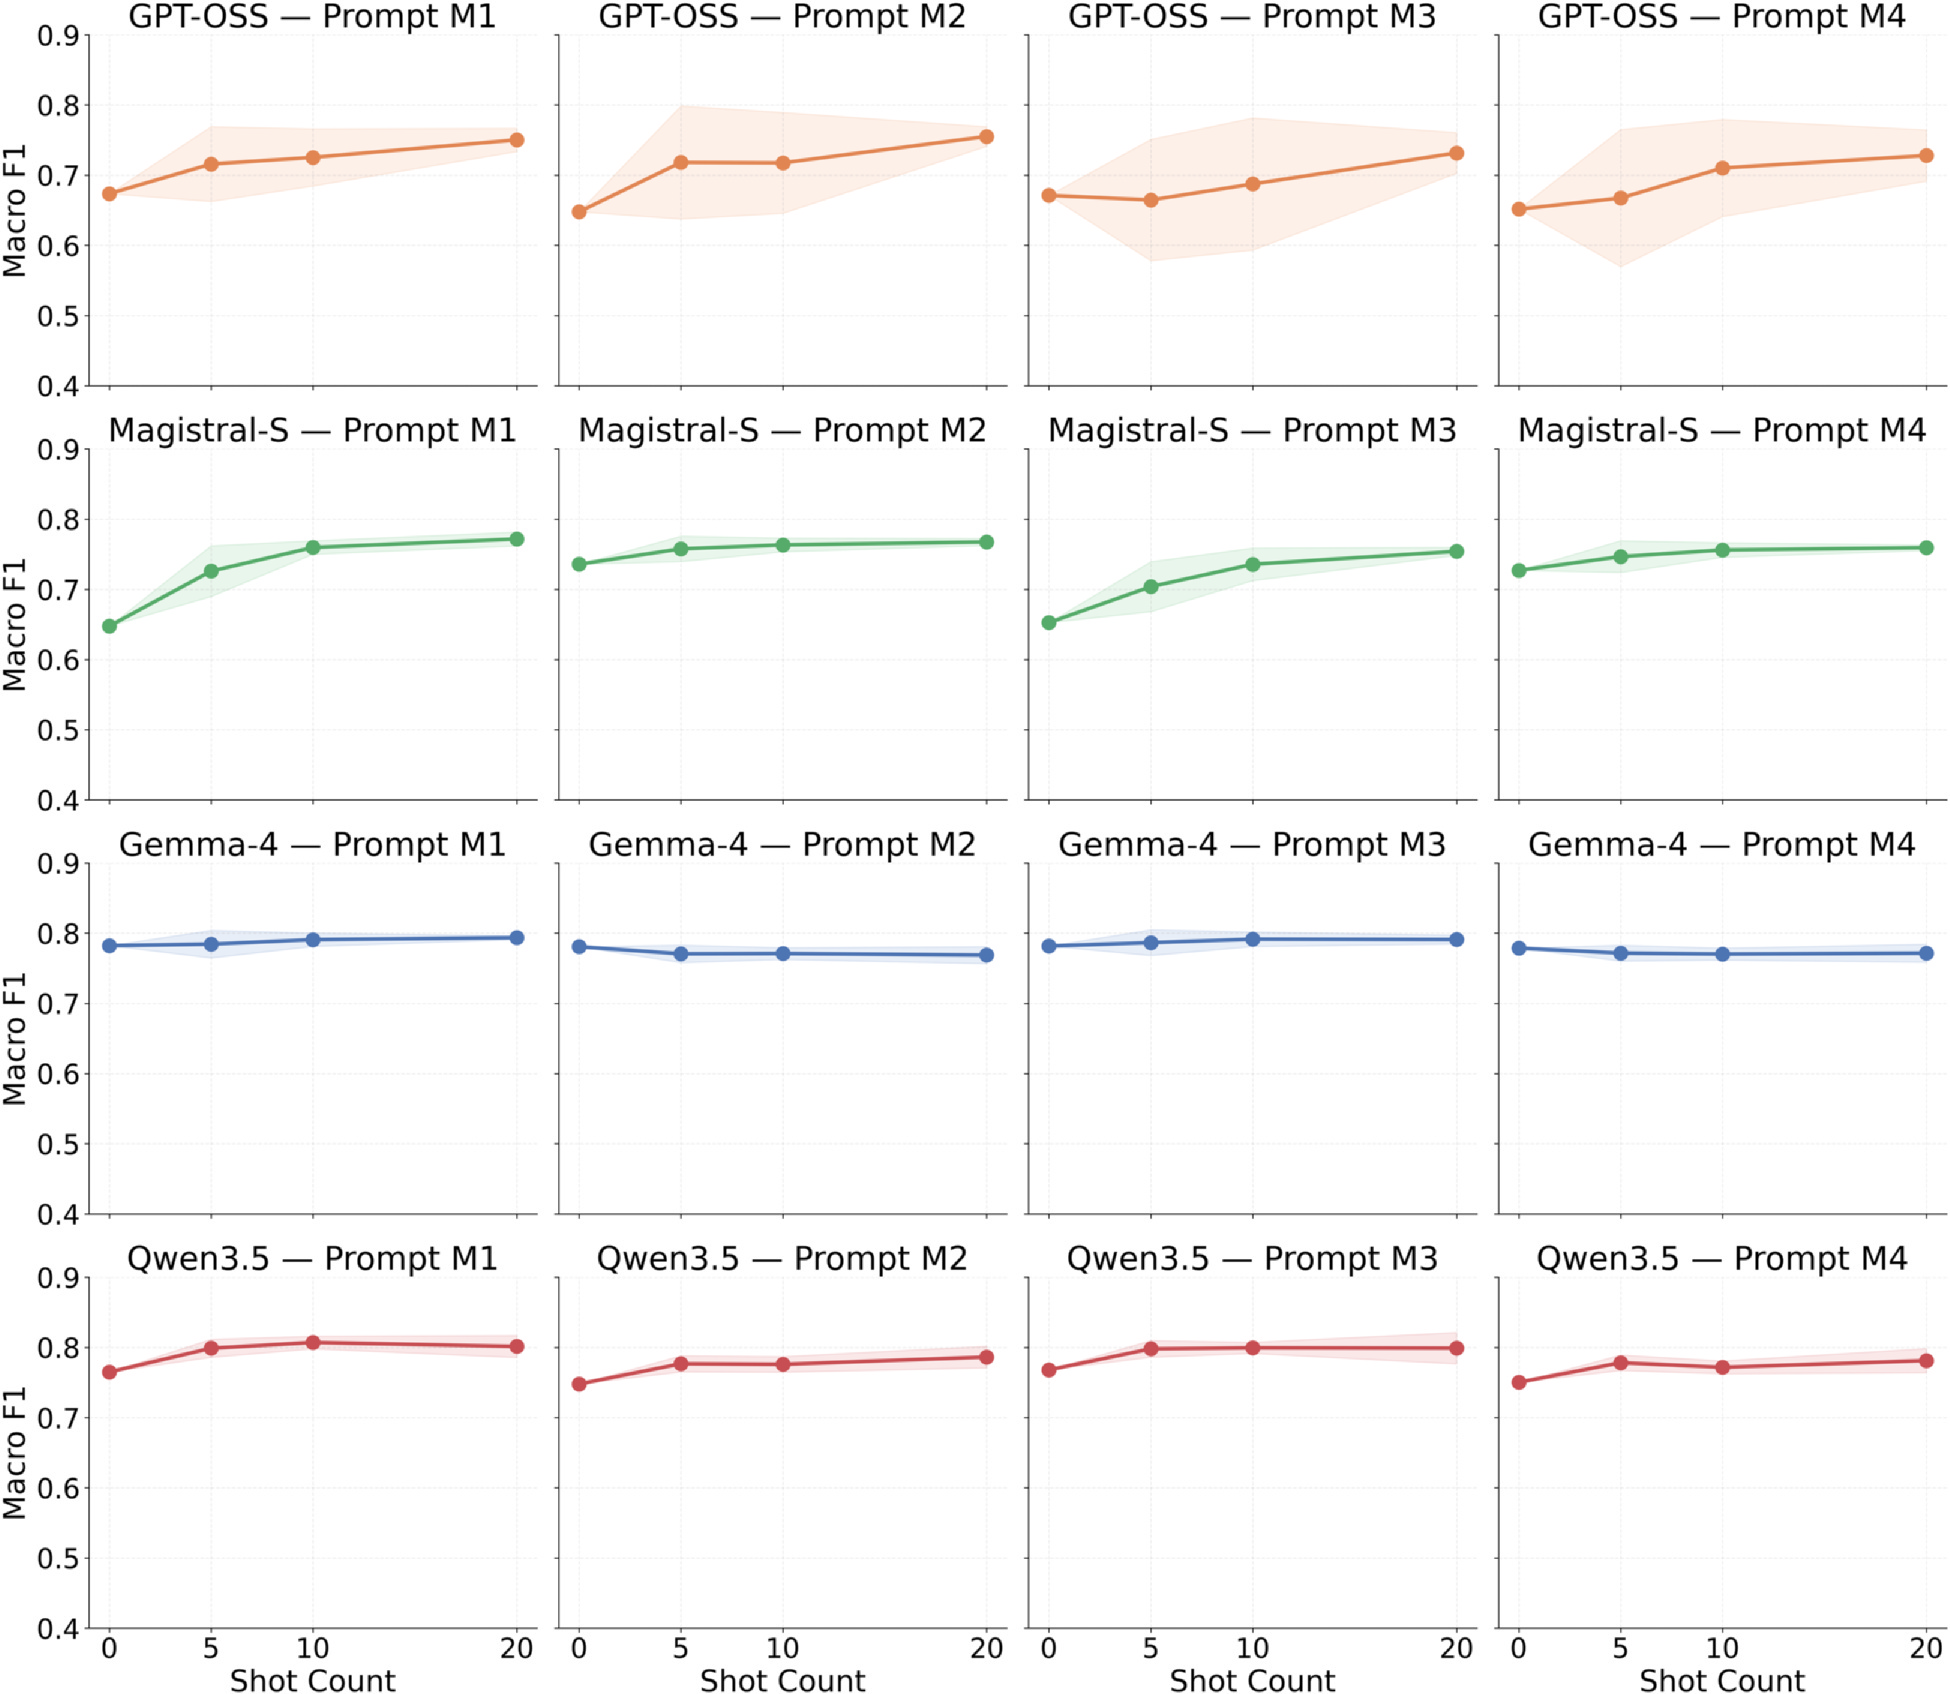 GPT-OSS — Prompt M1
GPT-OSS — Prompt M2
GPT-OSS — Prompt M3
GPT-OSS — Prompt M4
Macro F1
0.9
0.8
0.7
0.6
0.5
0.4
Magistral-S — Prompt M1
Magistral-S — Prompt M2
Magistral-S — Prompt M3
Magistral-S — Prompt M4
Macro F1
0.9
0.8
0.7
0.6
0.5
0.4
Gemma-4 — Prompt M1
Gemma-4 — Prompt M2
Gemma-4 — Prompt M3
Gemma-4 — Prompt M4
Macro F1
0.9
0.8
0.7
0.6
0.5
0.4
Qwen3.5 — Prompt M1
Qwen3.5 — Prompt M2
Qwen3.5 — Prompt M3
Qwen3.5 — Prompt M4
Macro F1
0.9
0.8
0.7
0.6
0.5
0.4
0 5 10 20
Shot Count
0 5 10 20
Shot Count
0 5 10 20
Shot Count
0 5 10 20
Shot Count